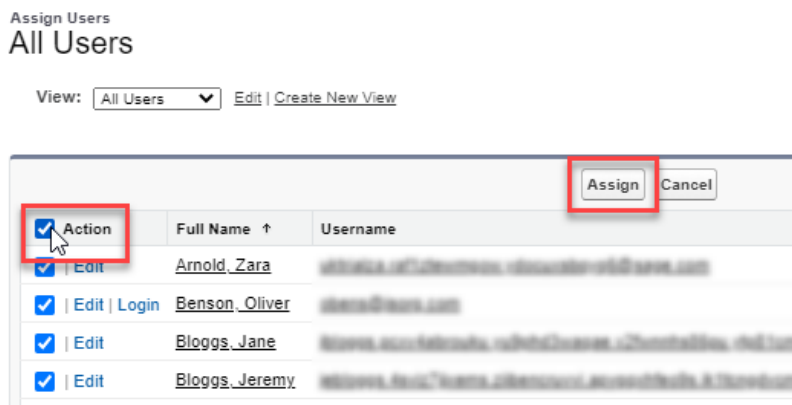 Assign Users
All Users
View: All Users Edit | Create New View
Assign Cancel
Action Full Name ↑ Username
| Edit Arnold, Zara
| Edit | Login Benson, Oliver
| Edit Bloggs, Jane
| Edit Bloggs, Jeremy